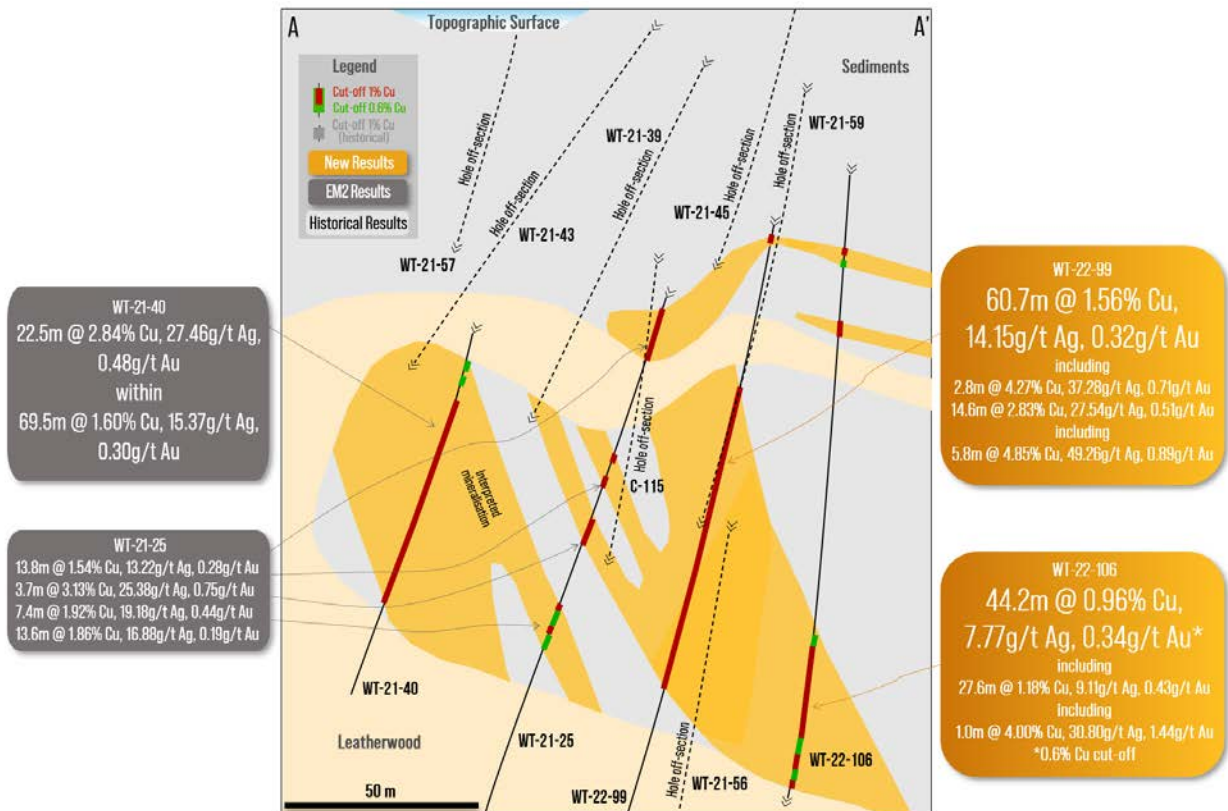 A
Topographic Surface
A'
Legend
Cut-off 1% Cu
Cut-off 0.6% Cu
Cut-off 1% Cu
(historical)
New Results
EM2 Results
Historical Results
Sediments
Hole off-section
Hole off-section
Hole off-section
Hole off-section
Hole off-section
WT-21-39
WT-21-59
WT-21-45
WT-21-43
WT-21-57
WT-21-40
22.5m @ 2.84% Cu, 27.46g/t Ag,
0.48g/t Au
within
69.5m @ 1.60% Cu, 15.37g/t Ag,
0.30g/t Au
WT-21-25
13.8m @ 1.54% Cu, 13.22g/t Ag, 0.28g/t Au
3.7m @ 3.13% Cu, 25.38g/t Ag, 0.75g/t Au
7.4m @ 1.92% Cu, 19.18g/t Ag, 0.44g/t Au
13.6m @ 1.86% Cu, 16.88g/t Ag, 0.19g/t Au
Interpreted
mineralisation
Hole off-section
C-115
WT-22-99
60.7m @ 1.56% Cu,
14.15g/t Ag, 0.32g/t Au
including
2.8m @ 4.27% Cu, 37.28g/t Ag, 0.71g/t Au
14.6m @ 2.83% Cu, 27.54g/t Ag, 0.51g/t Au
including
5.8m @ 4.85% Cu, 49.26g/t Ag, 0.89g/t Au
WT-22-106
44.2m @ 0.96% Cu,
7.77g/t Ag, 0.34g/t Au*
including
27.6m @ 1.18% Cu, 9.11g/t Ag, 0.43g/t Au
including
1.0m @ 4.00% Cu, 30.80g/t Ag, 1.44g/t Au
*0.6% Cu cut-off
WT-21-40
Leatherwood
WT-21-25
Hole off-section
WT-21-56
WT-22-106
WT-22-99
50 m